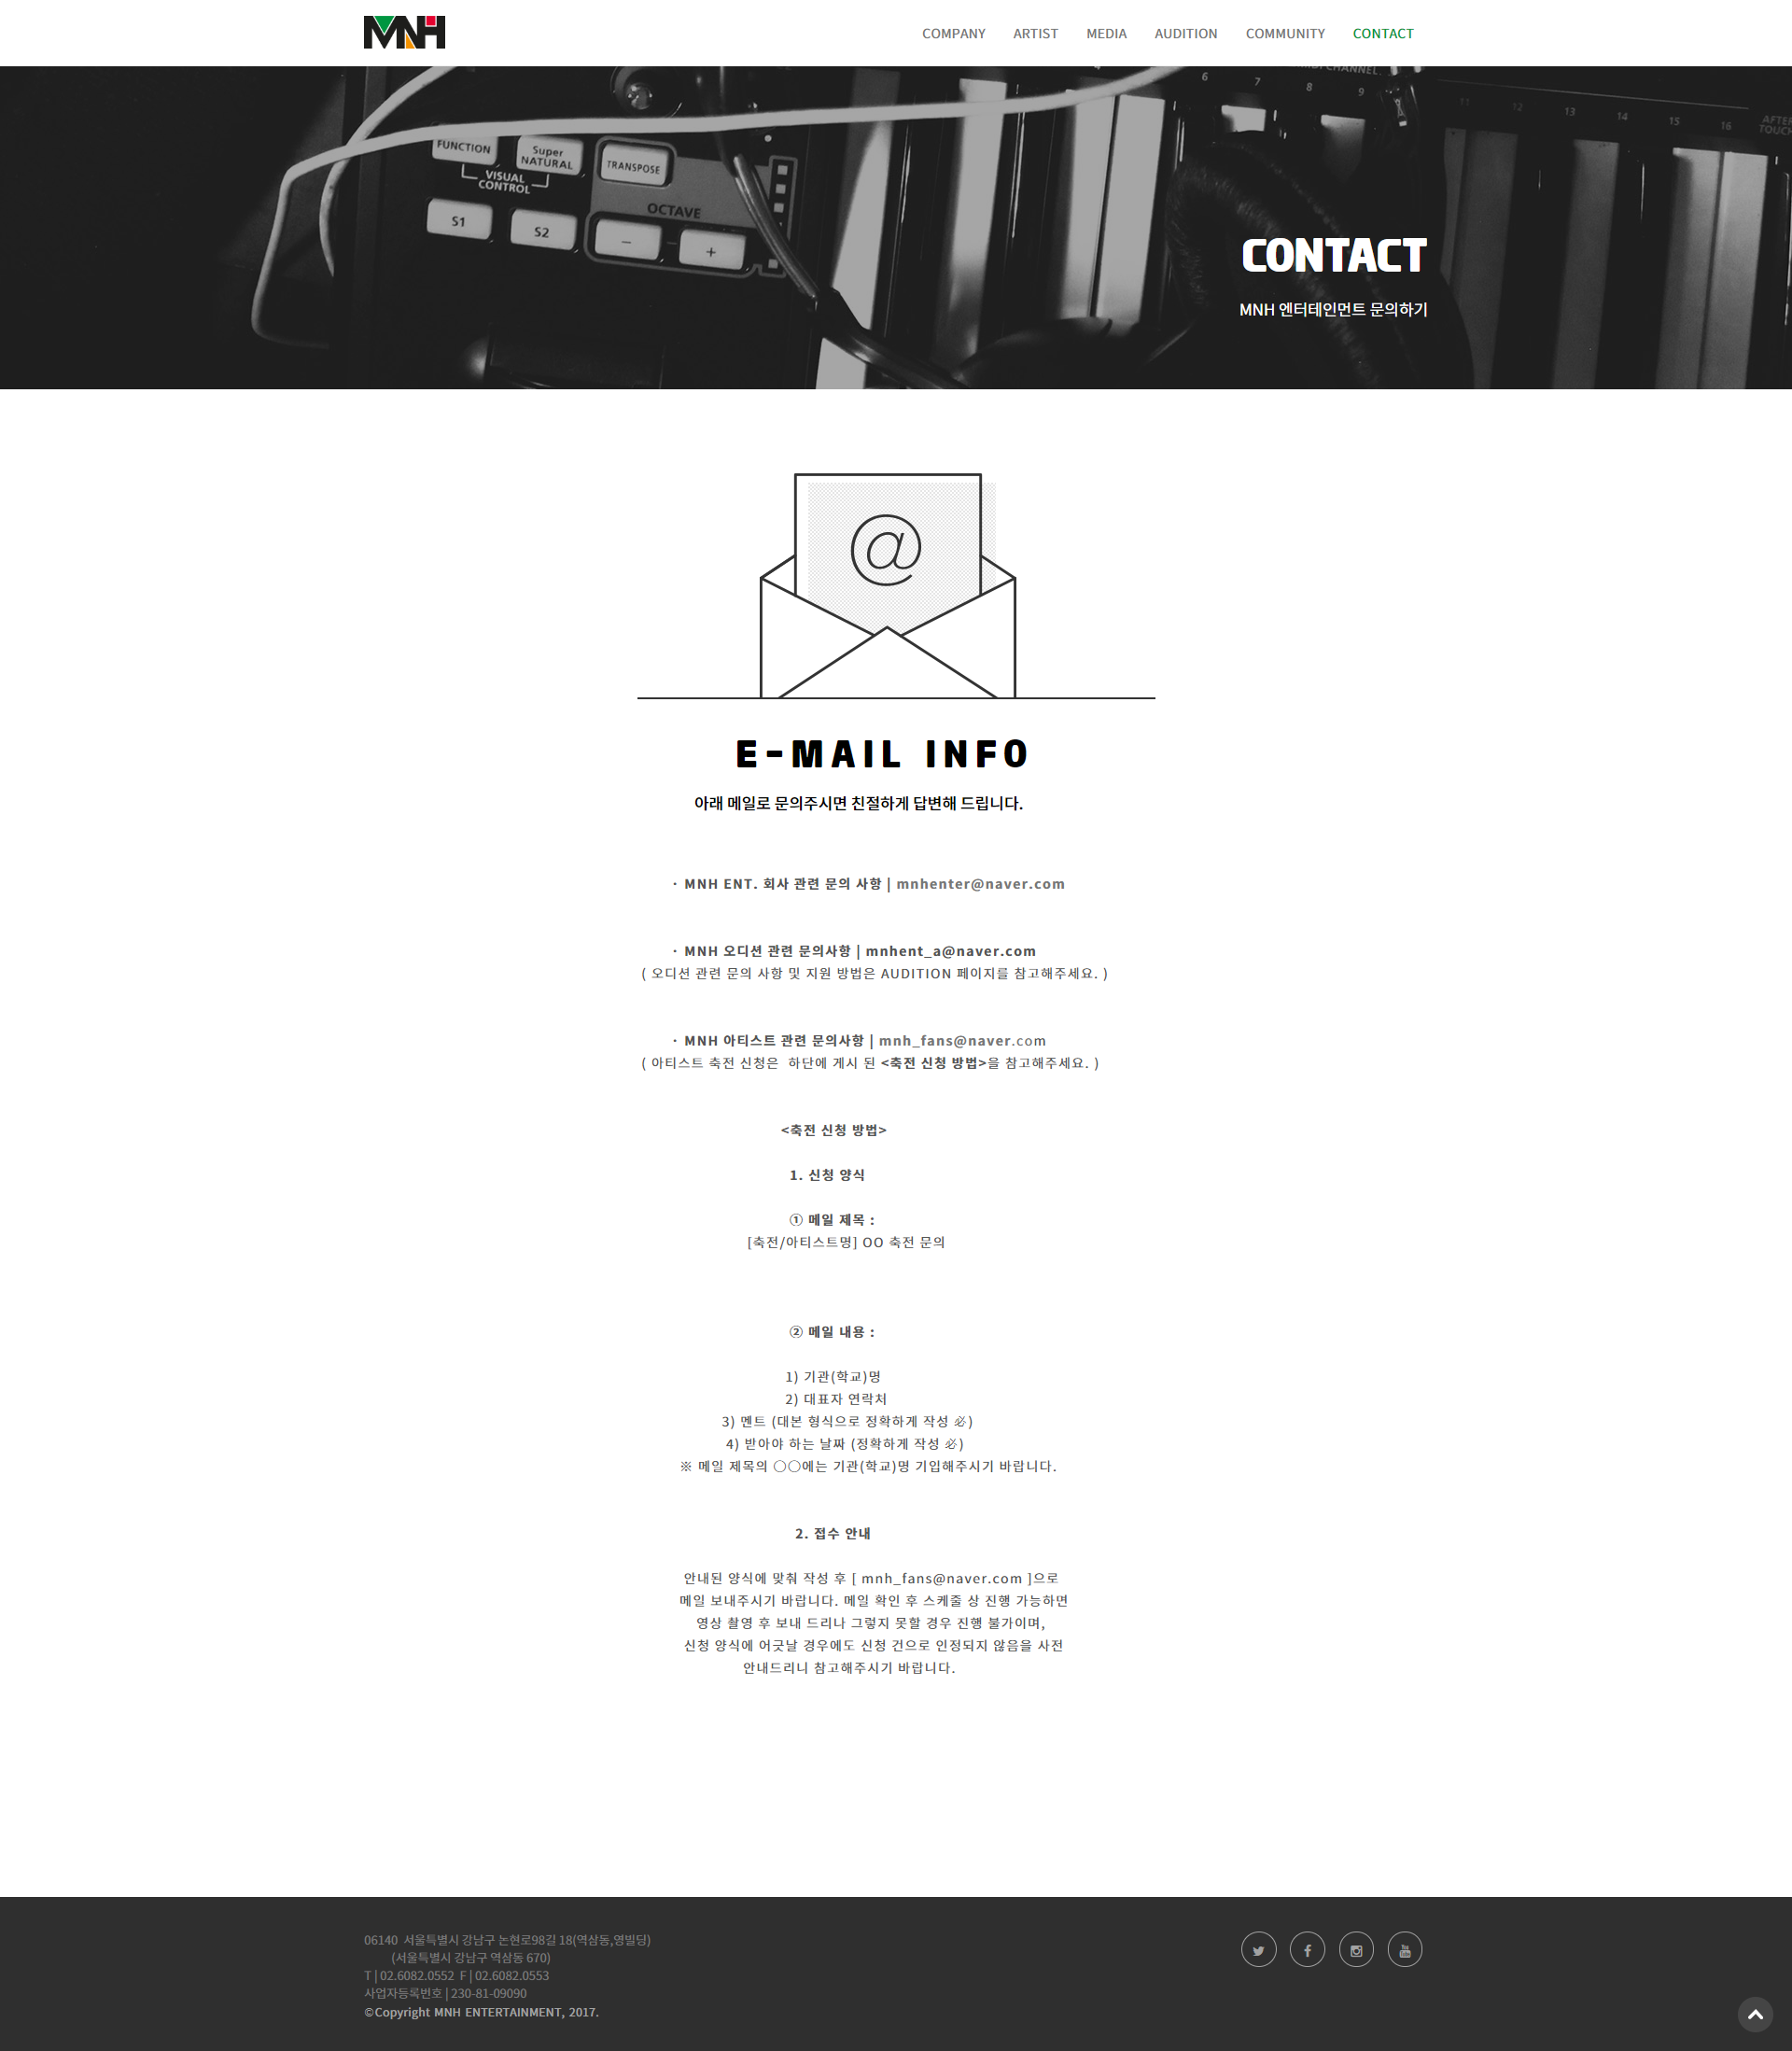 MNH
COMPANY ARTIST MEDIA AUDITION COMMUNITY CONTACT
FUNCTION
Super NATURAL
TRANSPOSE
VISUAL CONTROL
OCTAVE
S1
S2
−
+
6 7 8 9 11 12 13 14 15 16
CHANNEL.
AFTER TOUCH
CONTACT
MNH 엔터테인먼트 문의하기
@
E-MAIL INFO
아래 메일로 문의주시면 친절하게 답변해 드립니다.
· MNH ENT. 회사 관련 문의 사항 | mnhenter@naver.com
· MNH 오디션 관련 문의사항 | mnhent_a@naver.com
( 오디션 관련 문의 사항 및 지원 방법은 AUDITION 페이지를 참고해주세요. )
· MNH 아티스트 관련 문의사항 | mnh_fans@naver.com
( 아티스트 축전 신청은 하단에 게시 된 <축전 신청 방법>을 참고해주세요. )
<축전 신청 방법>
1. 신청 양식
① 메일 제목 :
[축전/아티스트명] OO 축전 문의
② 메일 내용 :
1) 기관(학교)명
2) 대표자 연락처
3) 멘트 (대본 형식으로 정확하게 작성 必)
4) 받아야 하는 날짜 (정확하게 작성 必)
※ 메일 제목의 ○○에는 기관(학교)명 기입해주시기 바랍니다.
2. 접수 안내
안내된 양식에 맞춰 작성 후 [ mnh_fans@naver.com ]으로
메일 보내주시기 바랍니다. 메일 확인 후 스케줄 상 진행 가능하면
영상 촬영 후 보내 드리나 그렇지 못할 경우 진행 불가이며,
신청 양식에 어긋날 경우에도 신청 건으로 인정되지 않음을 사전
안내드리니 참고해주시기 바랍니다.
06140 서울특별시 강남구 논현로98길 18(역삼동,영빌딩)
(서울특별시 강남구 역삼동 670)
T | 02.6082.0552 F | 02.6082.0553
사업자등록번호 | 230-81-09090
©Copyright MNH ENTERTAINMENT, 2017.